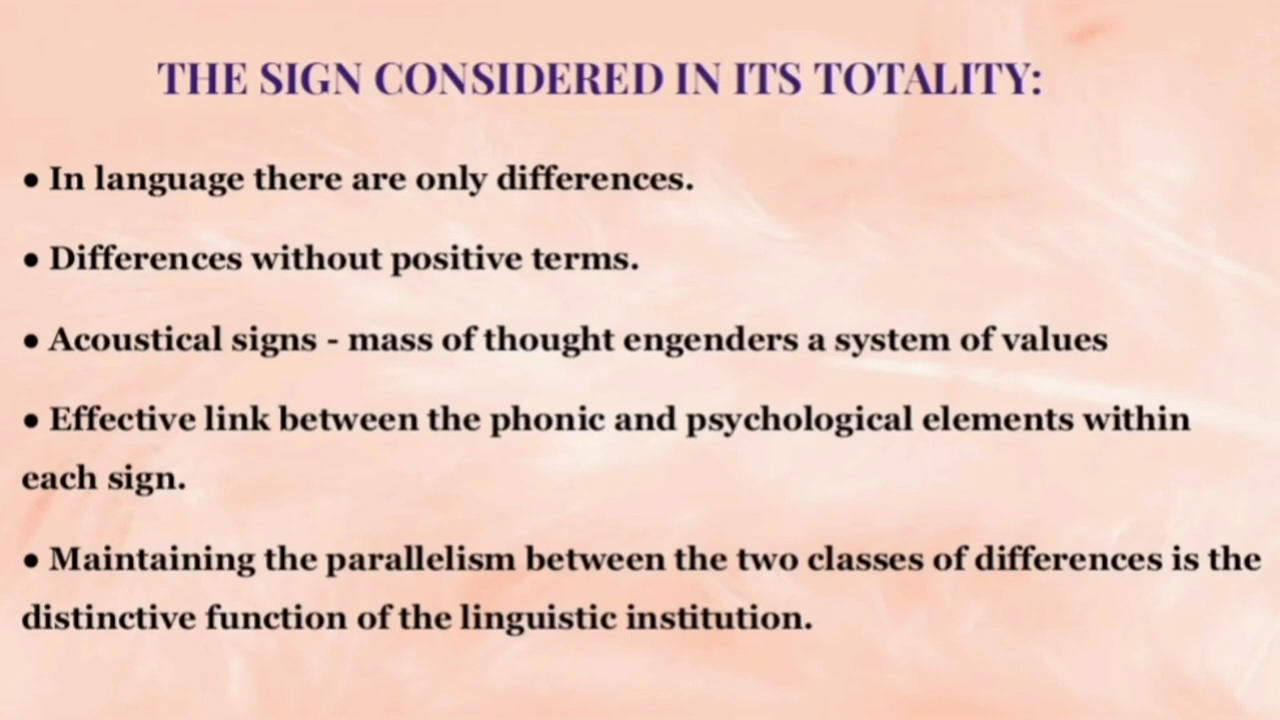 THE SIGN CONSIDERED IN ITS TOTALITY:
• In language there are only differences.
• Differences without positive terms.
• Acoustical signs - mass of thought engenders a system of values
• Effective link between the phonic and psychological elements within
each sign.
• Maintaining the parallelism between the two classes of differences is the
distinctive function of the linguistic institution.